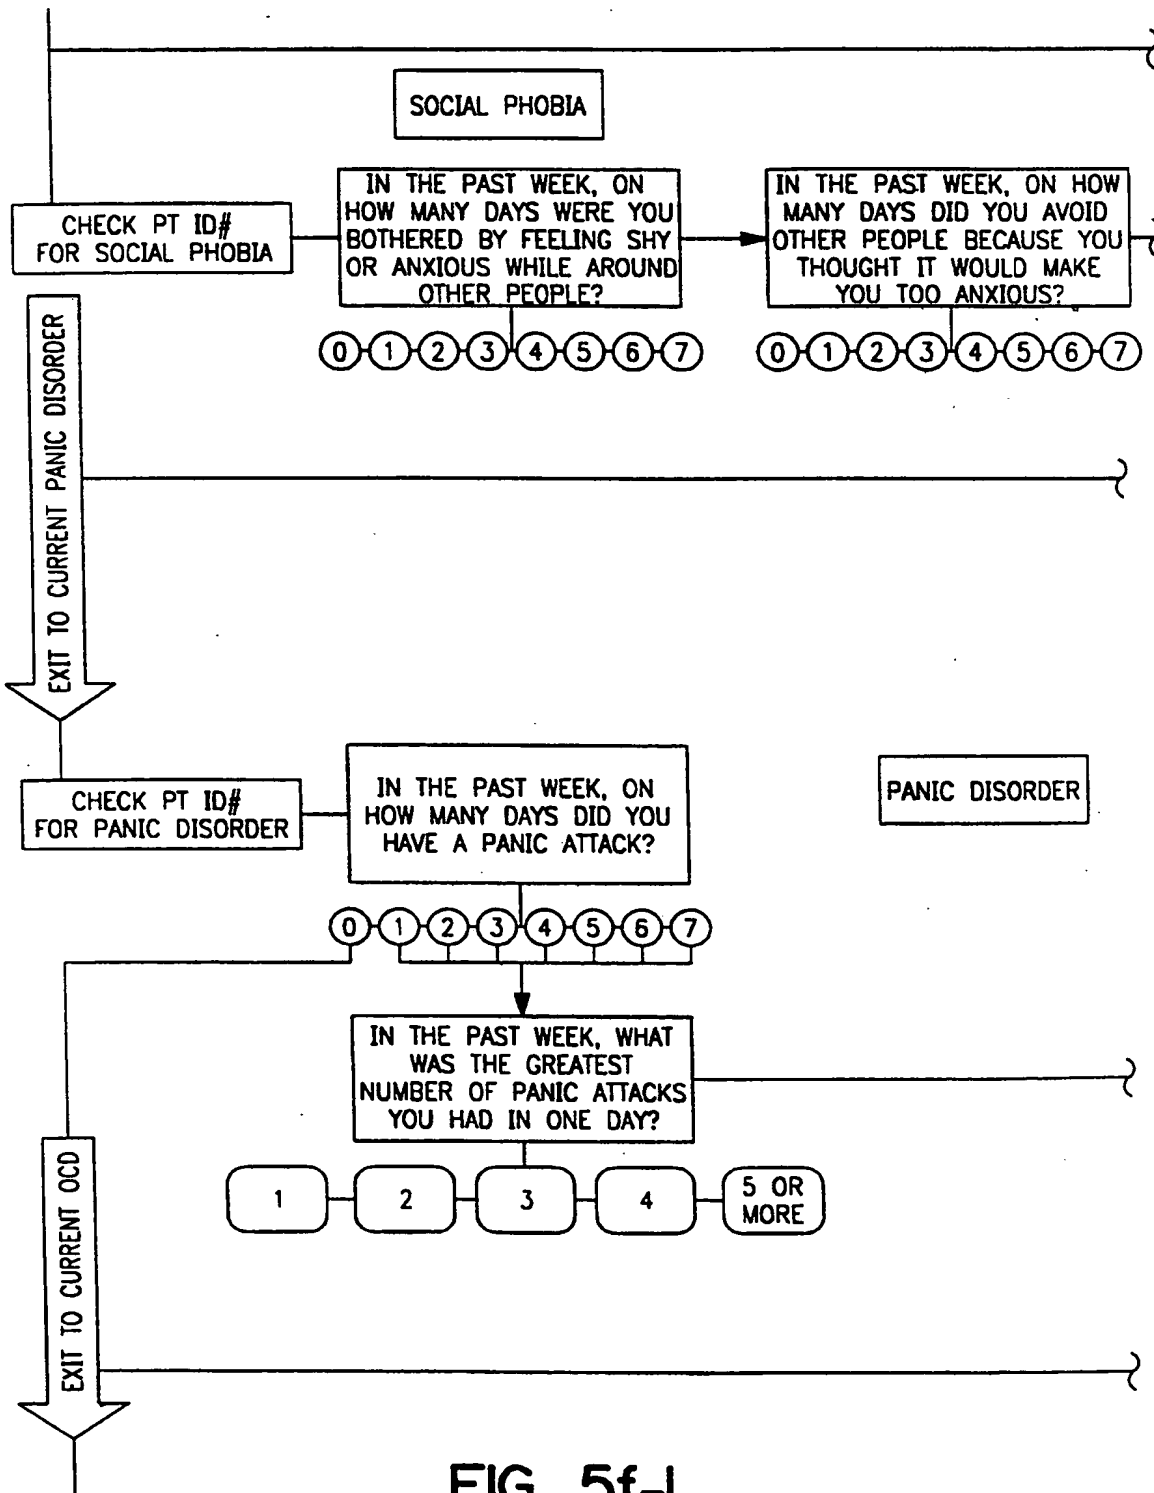 SOCIAL PHOBIA
CHECK PT ID#
FOR SOCIAL PHOBIA
IN THE PAST WEEK, ON
HOW MANY DAYS WERE YOU
BOTHERED BY FEELING SHY
OR ANXIOUS WHILE AROUND
OTHER PEOPLE?
0 1 2 3 4 5 6 7
IN THE PAST WEEK, ON HOW
MANY DAYS DID YOU AVOID
OTHER PEOPLE BECAUSE YOU
THOUGHT IT WOULD MAKE
YOU TOO ANXIOUS?
0 1 2 3 4 5 6 7
EXIT TO CURRENT PANIC DISORDER
CHECK PT ID#
FOR PANIC DISORDER
IN THE PAST WEEK, ON
HOW MANY DAYS DID YOU
HAVE A PANIC ATTACK?
PANIC DISORDER
0 1 2 3 4 5 6 7
IN THE PAST WEEK, WHAT
WAS THE GREATEST
NUMBER OF PANIC ATTACKS
YOU HAD IN ONE DAY?
1 2 3 4 5 OR
MORE
EXIT TO CURRENT OCD
FIG. 5f-1